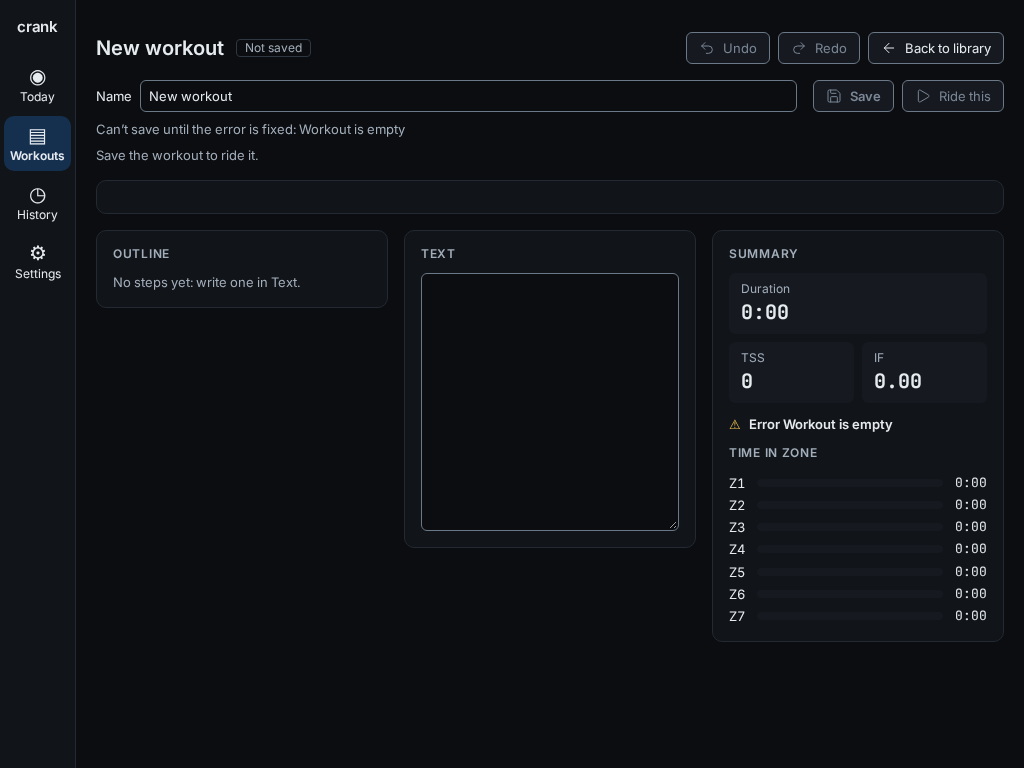 crank
Today
Workouts
History
Settings
New workout
Not saved
Undo
Redo
Back to library
Name
New workout
Save
Ride this
Can’t save until the error is fixed: Workout is empty
Save the workout to ride it.
OUTLINE
No steps yet: write one in Text.
TEXT
SUMMARY
Duration
0:00
TSS
0
IF
0.00
⚠ Error Workout is empty
TIME IN ZONE
Z1 0:00
Z2 0:00
Z3 0:00
Z4 0:00
Z5 0:00
Z6 0:00
Z7 0:00